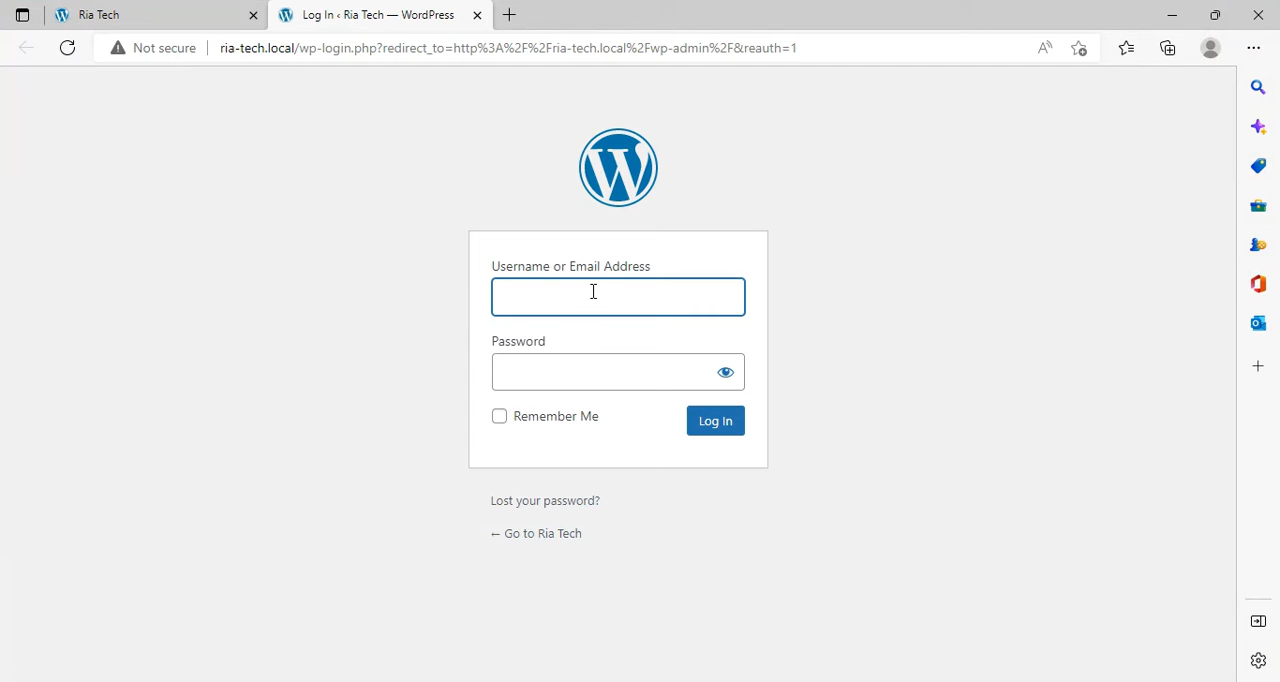 Ria Tech
Log In ‹ Ria Tech — WordPress
Not secure
ria-tech.local/wp-login.php?redirect_to=http%3A%2F%2Fria-tech.local%2Fwp-admin%2F&reauth=1
Username or Email Address
Password
Remember Me
Log In
Lost your password?
← Go to Ria Tech